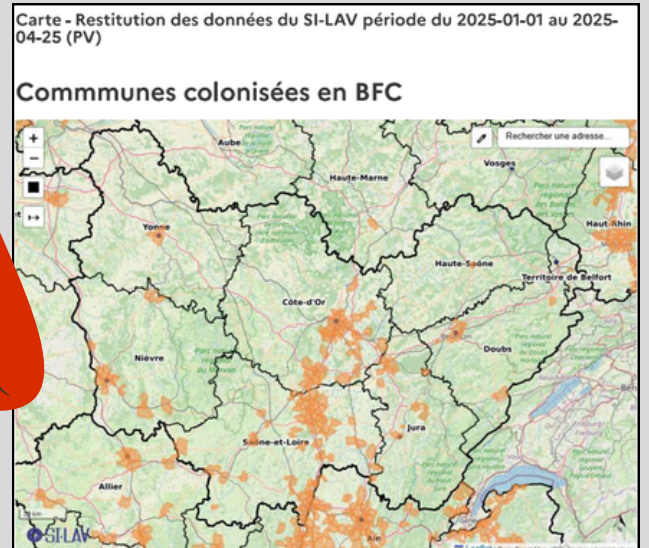 Carte - Restitution des données du SI-LAV période du 2025-01-01 au 2025-
04-25 (PV)
Commmunes colonisées en BFC
+
Rechercher une adresse...
−
Aube
Haute-Marne
Vosges
Haut-Rhin
Yonne
Haute-Saône
Territoire de Belfort
Côte-d'Or
Nièvre
Doubs
Saône-et-Loire
Jura
Allier
Ain
SI-LAV